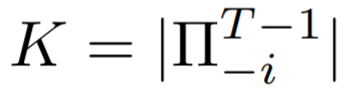 K = |Π_{-i}^{T-1}|